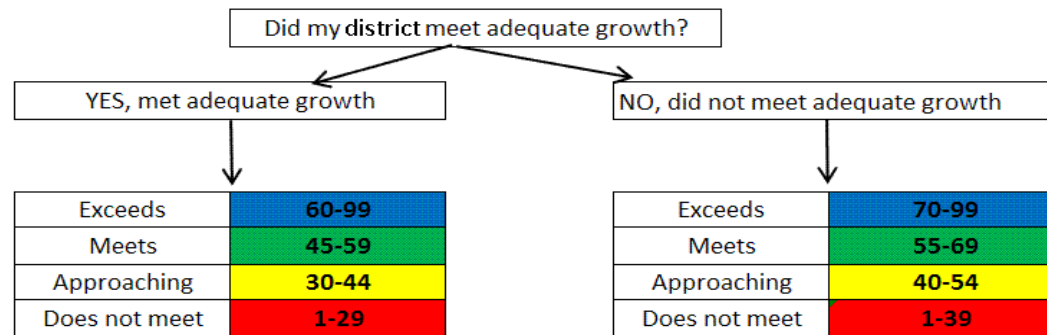 Did my district meet adequate growth?
YES, met adequate growth
NO, did not meet adequate growth
Exceeds 60-99
Meets 45-59
Approaching 30-44
Does not meet 1-29
Exceeds 70-99
Meets 55-69
Approaching 40-54
Does not meet 1-39